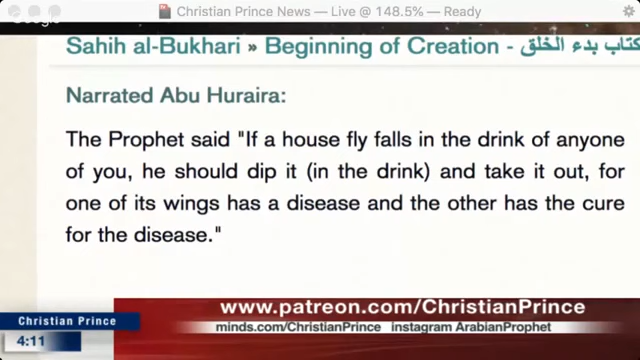 Christian Prince News — Live @ 148.5% — Ready
Google
Sahih al-Bukhari » Beginning of Creation - كتاب بدء الخلق
Narrated Abu Huraira:
The Prophet said "If a house fly falls in the drink of anyone
of you, he should dip it (in the drink) and take it out, for
one of its wings has a disease and the other has the cure
for the disease."
www.patreon.com/ChristianPrince
Christian Prince
minds.com/ChristianPrince instagram ArabianProphet
4:11